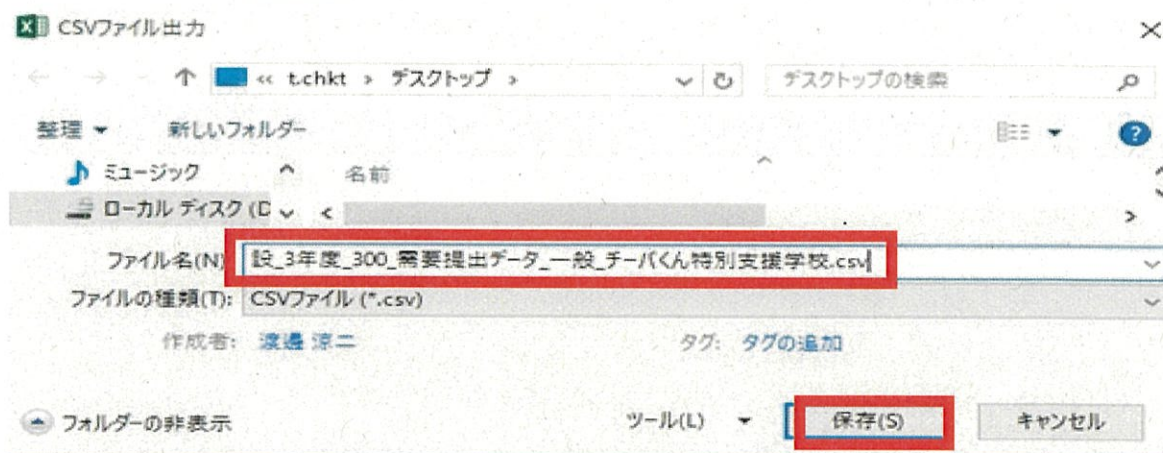 CSVファイル出力
« t.chkt › デスクトップ ›
デスクトップの検索
整理
新しいフォルダー
ミュージック
名前
ローカル ディスク (D
ファイル名(N)
設_3年度_300_需要提出データ_一般_チーバくん特別支援学校.csv
ファイルの種類(T): CSVファイル (*.csv)
作成者: 渡邊 涼二
タグ: タグの追加
フォルダーの非表示
ツール(L)
保存(S)
キャンセル